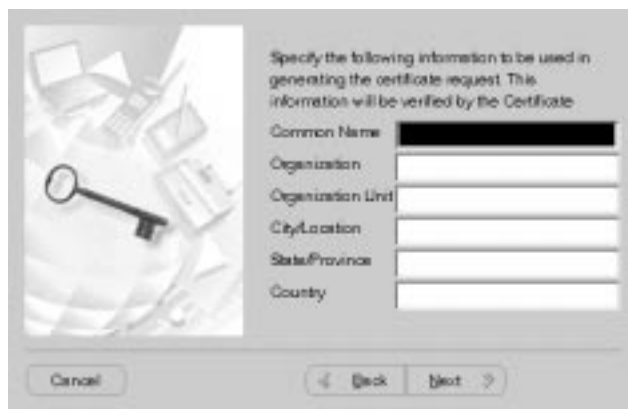 Specify the following information to be used in
generating the certificate request. This
information will be verified by the Certificate
Common Name
Organization
Organization Unit
City/Location
State/Province
Country
Cancel
Back
Next